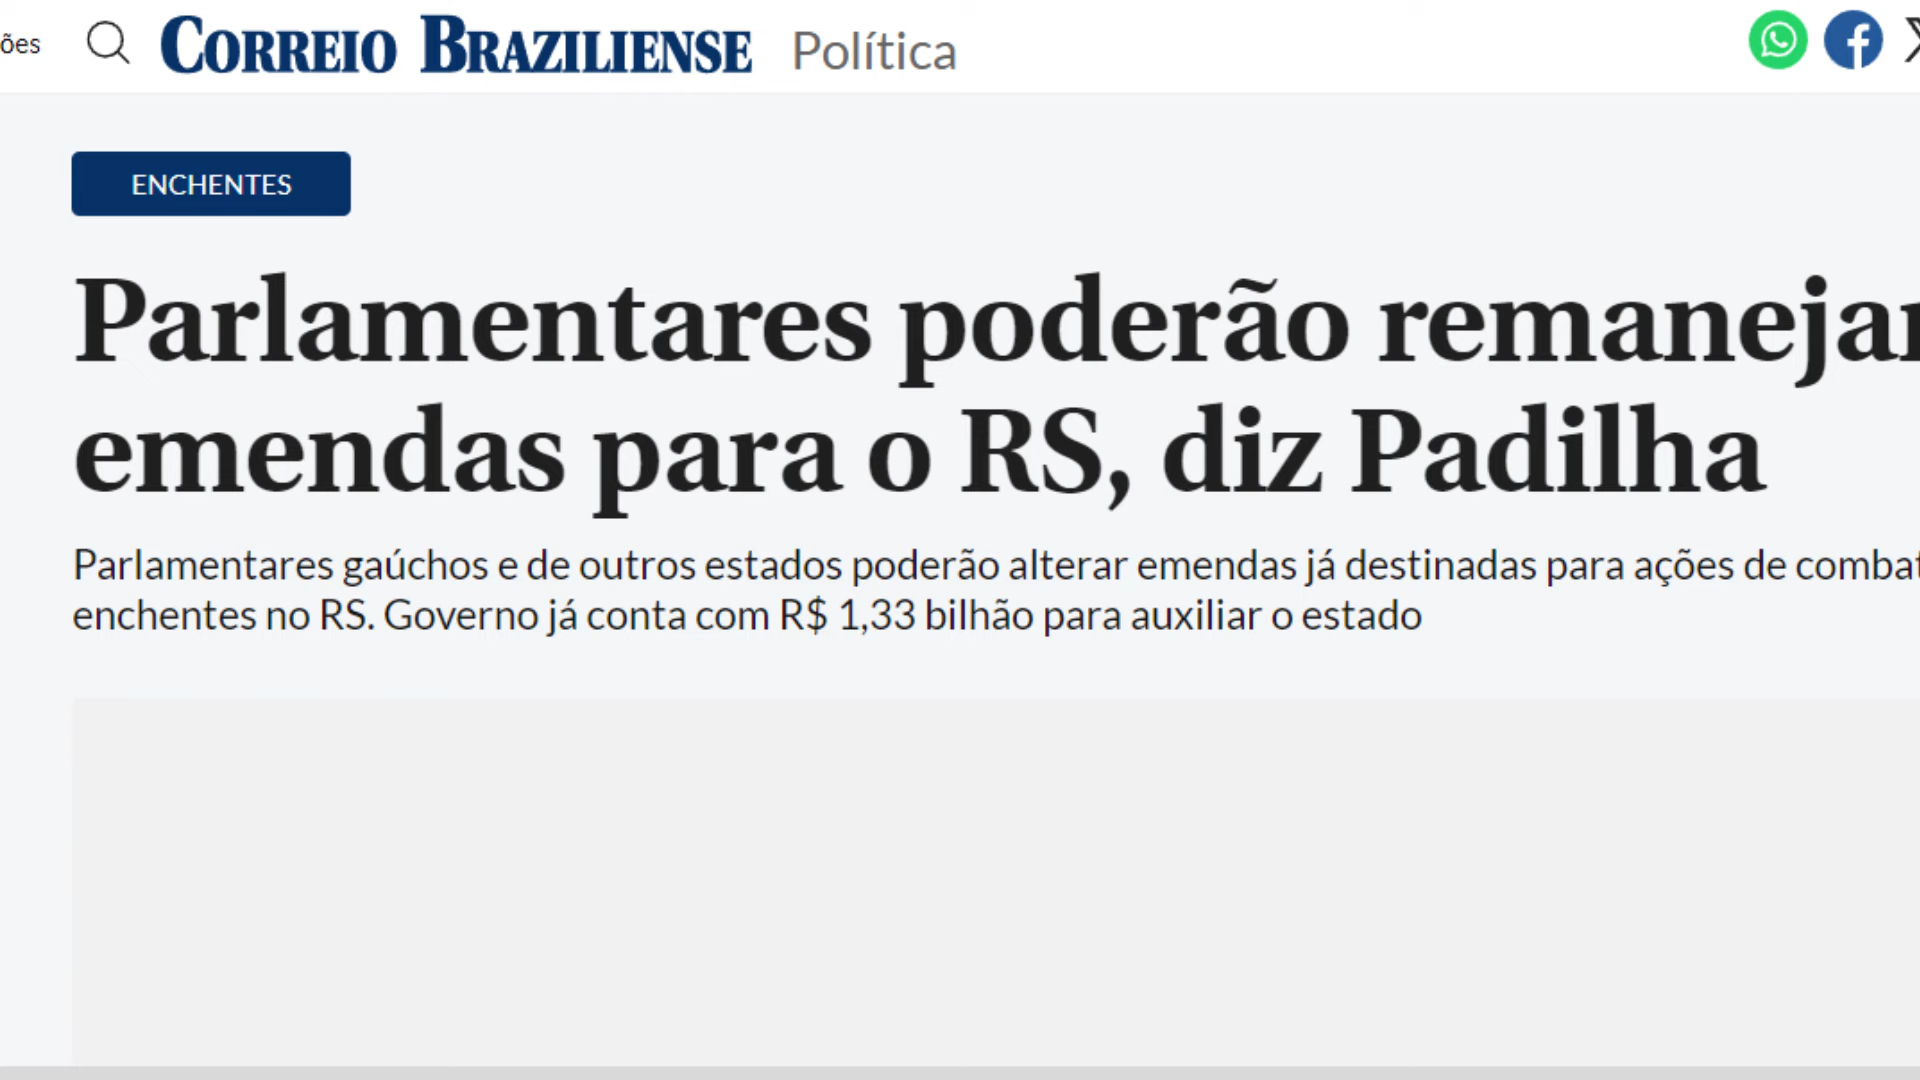 ões
CORREIO BRAZILIENSE Política
ENCHENTES
Parlamentares poderão remanejar
emendas para o RS, diz Padilha
Parlamentares gaúchos e de outros estados poderão alterar emendas já destinadas para ações de combat
enchentes no RS. Governo já conta com R$ 1,33 bilhão para auxiliar o estado